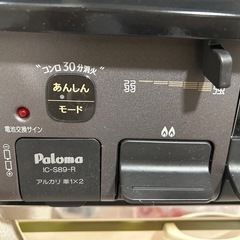 コンロ30分消火
あんしん
モード
強
電池交換サイン
Paloma
IC-S89-R
アルカリ 単1×2